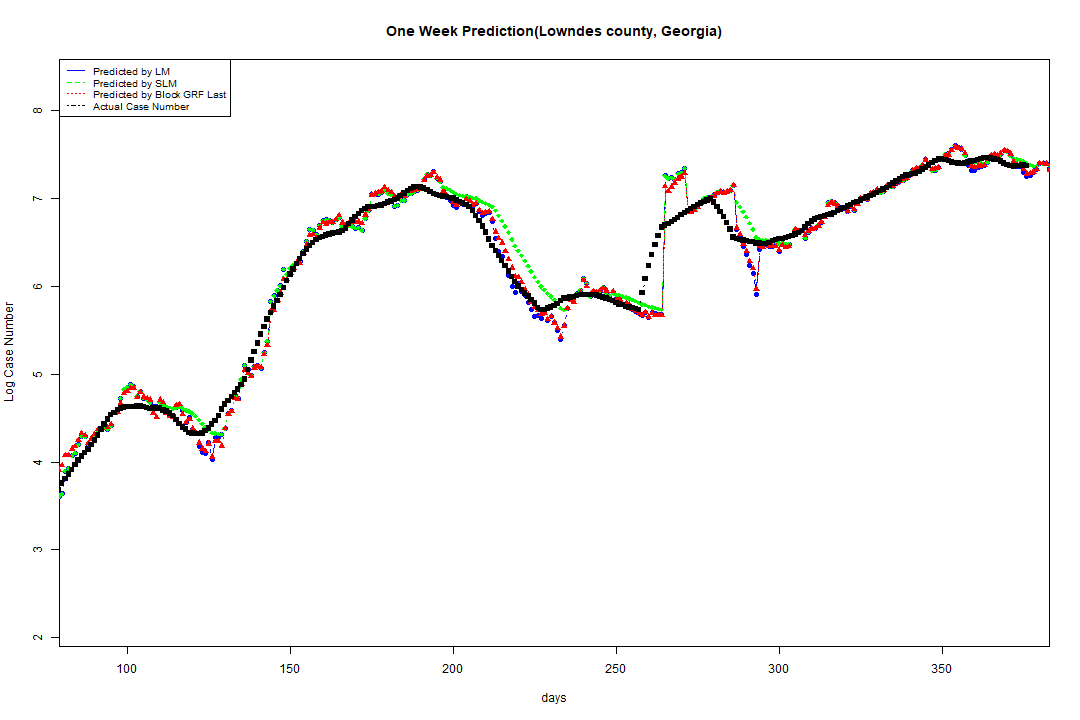 One Week Prediction(Lowndes county, Georgia)
Predicted by LM
Predicted by SLM
Predicted by Block GRF Last
Actual Case Number
8
7
6
5
4
3
2
Log Case Number
100 150 200 250 300 350
days